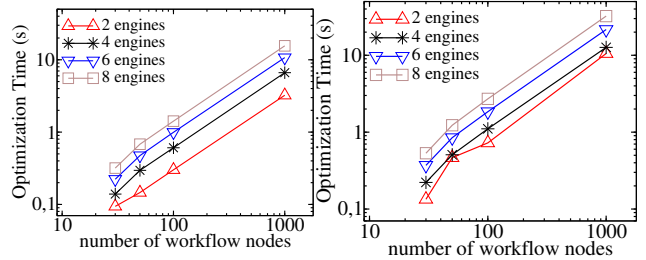 Optimization Time (s)
10
1
0,1
2 engines
4 engines
6 engines
8 engines
10
100
1000
number of workflow nodes
Optimization Time (s)
10
1
0,1
2 engines
4 engines
6 engines
8 engines
10
100
1000
number of workflow nodes